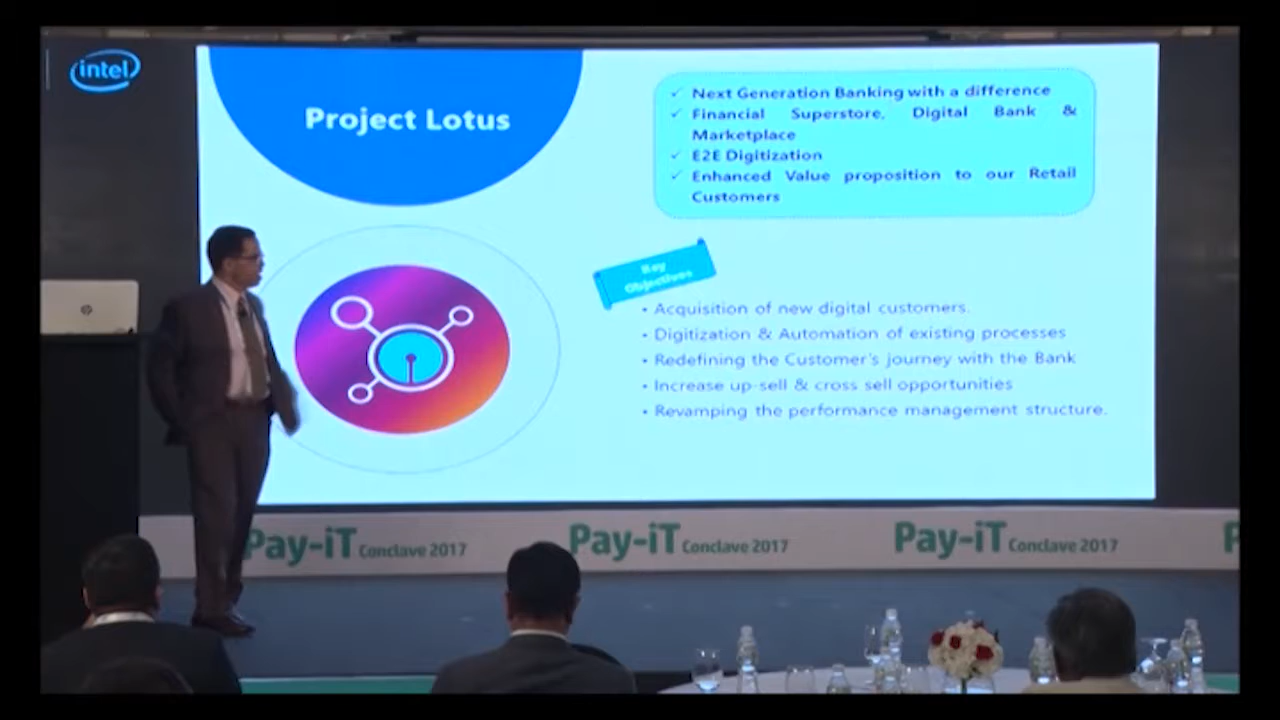 intel
Project Lotus
✓ Next Generation Banking with a difference
✓ Financial Superstore, Digital Bank &
Marketplace
✓ E2E Digitization
✓ Enhanced Value proposition to our Retail
Customers
Key
Objectives
• Acquisition of new digital customers.
• Digitization & Automation of existing processes
• Redefining the Customer's journey with the Bank
• Increase up-sell & cross sell opportunities
• Revamping the performance management structure.
Pay-iT Conclave 2017
Pay-iT Conclave 2017
Pay-iT Conclave 2017
P